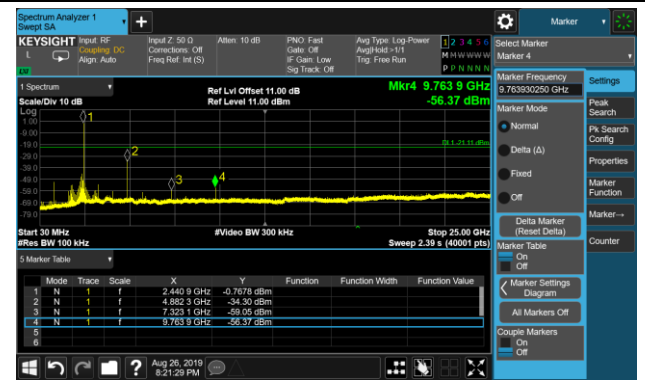 Spectrum Analyzer 1
Swept SA
Marker
KEYSIGHT
L
Input: RF
Coupling: DC
Align: Auto
Input Z: 50 Ω
Corrections: Off
Freq Ref: Int (S)
Atten: 10 dB
PNO: Fast
Gate: Off
IF Gain: Low
Sig Track: Off
Avg Type: Log-Power
Avg|Hold:>1/1
Trig: Free Run
1 2 3 4 5 6
M M W W W W
P P N N N N
Select Marker
Marker 4
1 Spectrum
Scale/Div 10 dB
Ref Lvl Offset 11.00 dB
Ref Level 11.00 dBm
Mkr4 9.763 9 GHz
-56.37 dBm
Log
1.00
-9.00
-19.0
-29.0
-39.0
-49.0
-59.0
-69.0
-79.0
1
2
3
4
DL1 -21.11 dBm
Start 30 MHz
#Res BW 100 kHz
#Video BW 300 kHz
Stop 25.00 GHz
Sweep 2.39 s (40001 pts)
5 Marker Table
Mode Trace Scale X Y Function Function Width Function Value
1 N 1 f 2.440 9 GHz -0.7678 dBm
2 N 1 f 4.882 3 GHz -34.30 dBm
3 N 1 f 7.323 1 GHz -59.05 dBm
4 N 1 f 9.763 9 GHz -56.37 dBm
5
6
Marker Frequency
9.763930250 GHz
Marker Mode
Normal
Delta (Δ)
Fixed
Off
Delta Marker
(Reset Delta)
Marker Table
On
Off
Marker Settings
Diagram
All Markers Off
Couple Markers
On
Off
Settings
Peak
Search
Pk Search
Config
Properties
Marker
Function
Marker→
Counter
?
Aug 26, 2019
8:21:29 PM